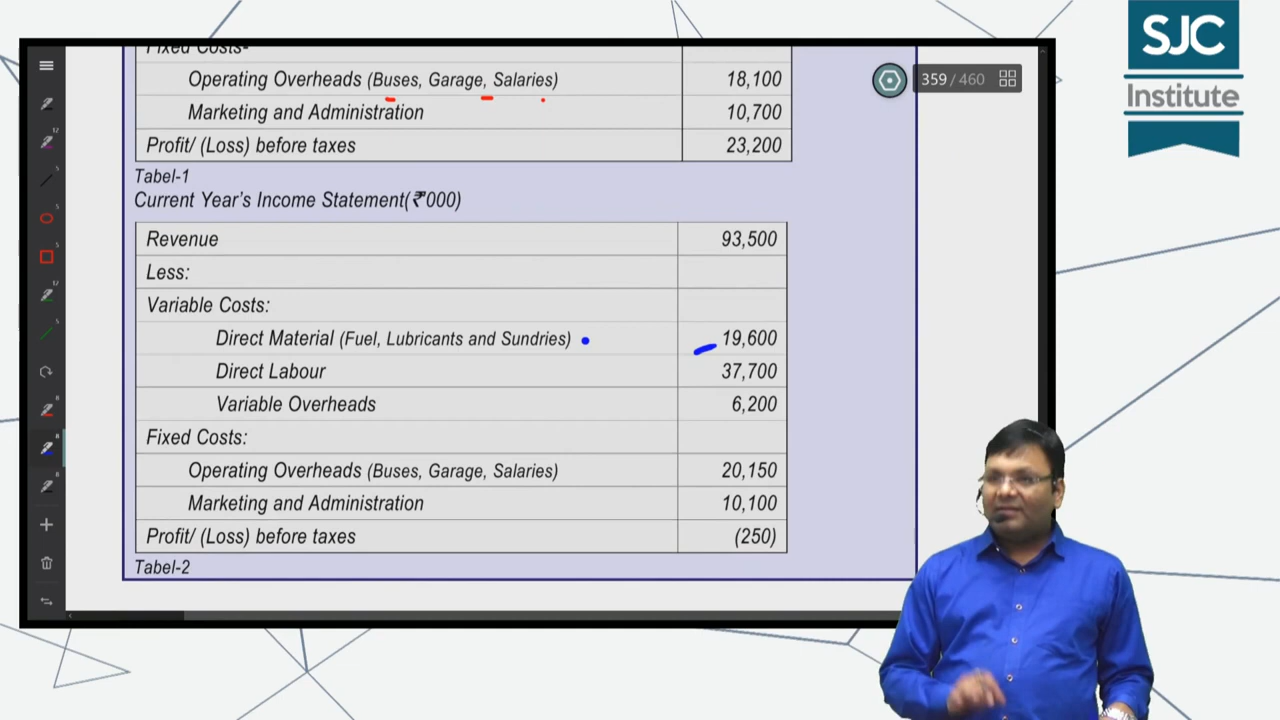 SJC
Institute
359 / 460
Fixed Costs-
Operating Overheads (Buses, Garage, Salaries) 18,100
Marketing and Administration 10,700
Profit/ (Loss) before taxes 23,200
Tabel-1
Current Year's Income Statement(₹'000)
Revenue 93,500
Less:
Variable Costs:
Direct Material (Fuel, Lubricants and Sundries) 19,600
Direct Labour 37,700
Variable Overheads 6,200
Fixed Costs:
Operating Overheads (Buses, Garage, Salaries) 20,150
Marketing and Administration 10,100
Profit/ (Loss) before taxes (250)
Tabel-2